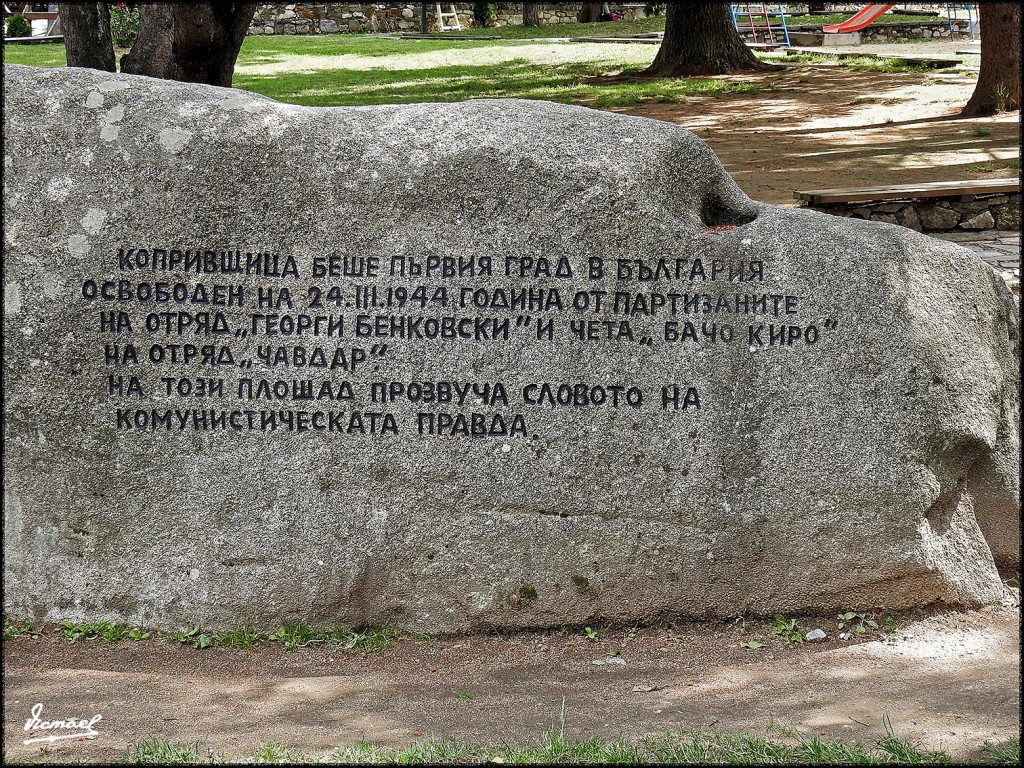 КОПРИВЩИЦА БЕШЕ ПЪРВИЯ ГРАД В БЪЛГАРИЯ
ОСВОБОДЕН НА 24.III.1944 ГОДИНА ОТ ПАРТИЗАНИТЕ
НА ОТРЯД „ГЕОРГИ БЕНКОВСКИ" И ЧЕТА „БАЧО КИРО"
НА ОТРЯД „ЧАВДАР".
НА ТОЗИ ПЛОЩАД ПРОЗВУЧА СЛОВОТО НА
КОМУНИСТИЧЕСКАТА ПРАВДА.